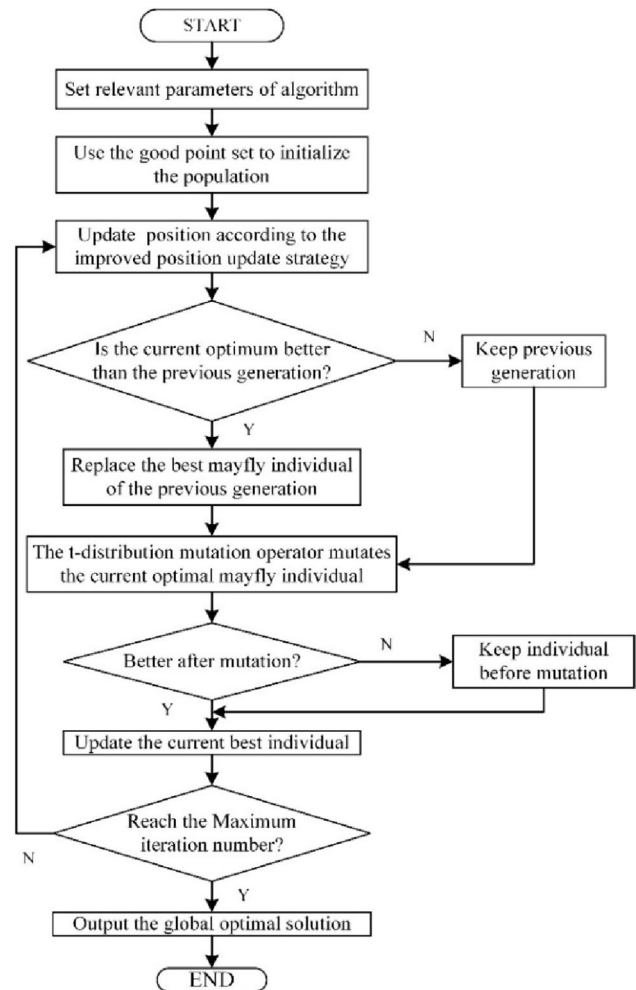 START
Set relevant parameters of algorithm
Use the good point set to initialize
the population
Update position according to the
improved position update strategy
Is the current optimum better
than the previous generation?
N
Keep previous
generation
Y
Replace the best mayfly individual
of the previous generation
The t-distribution mutation operator mutates
the current optimal mayfly individual
Better after mutation?
N
Keep individual
before mutation
Y
Update the current best individual
Reach the Maximum
iteration number?
N
Y
Output the global optimal solution
END